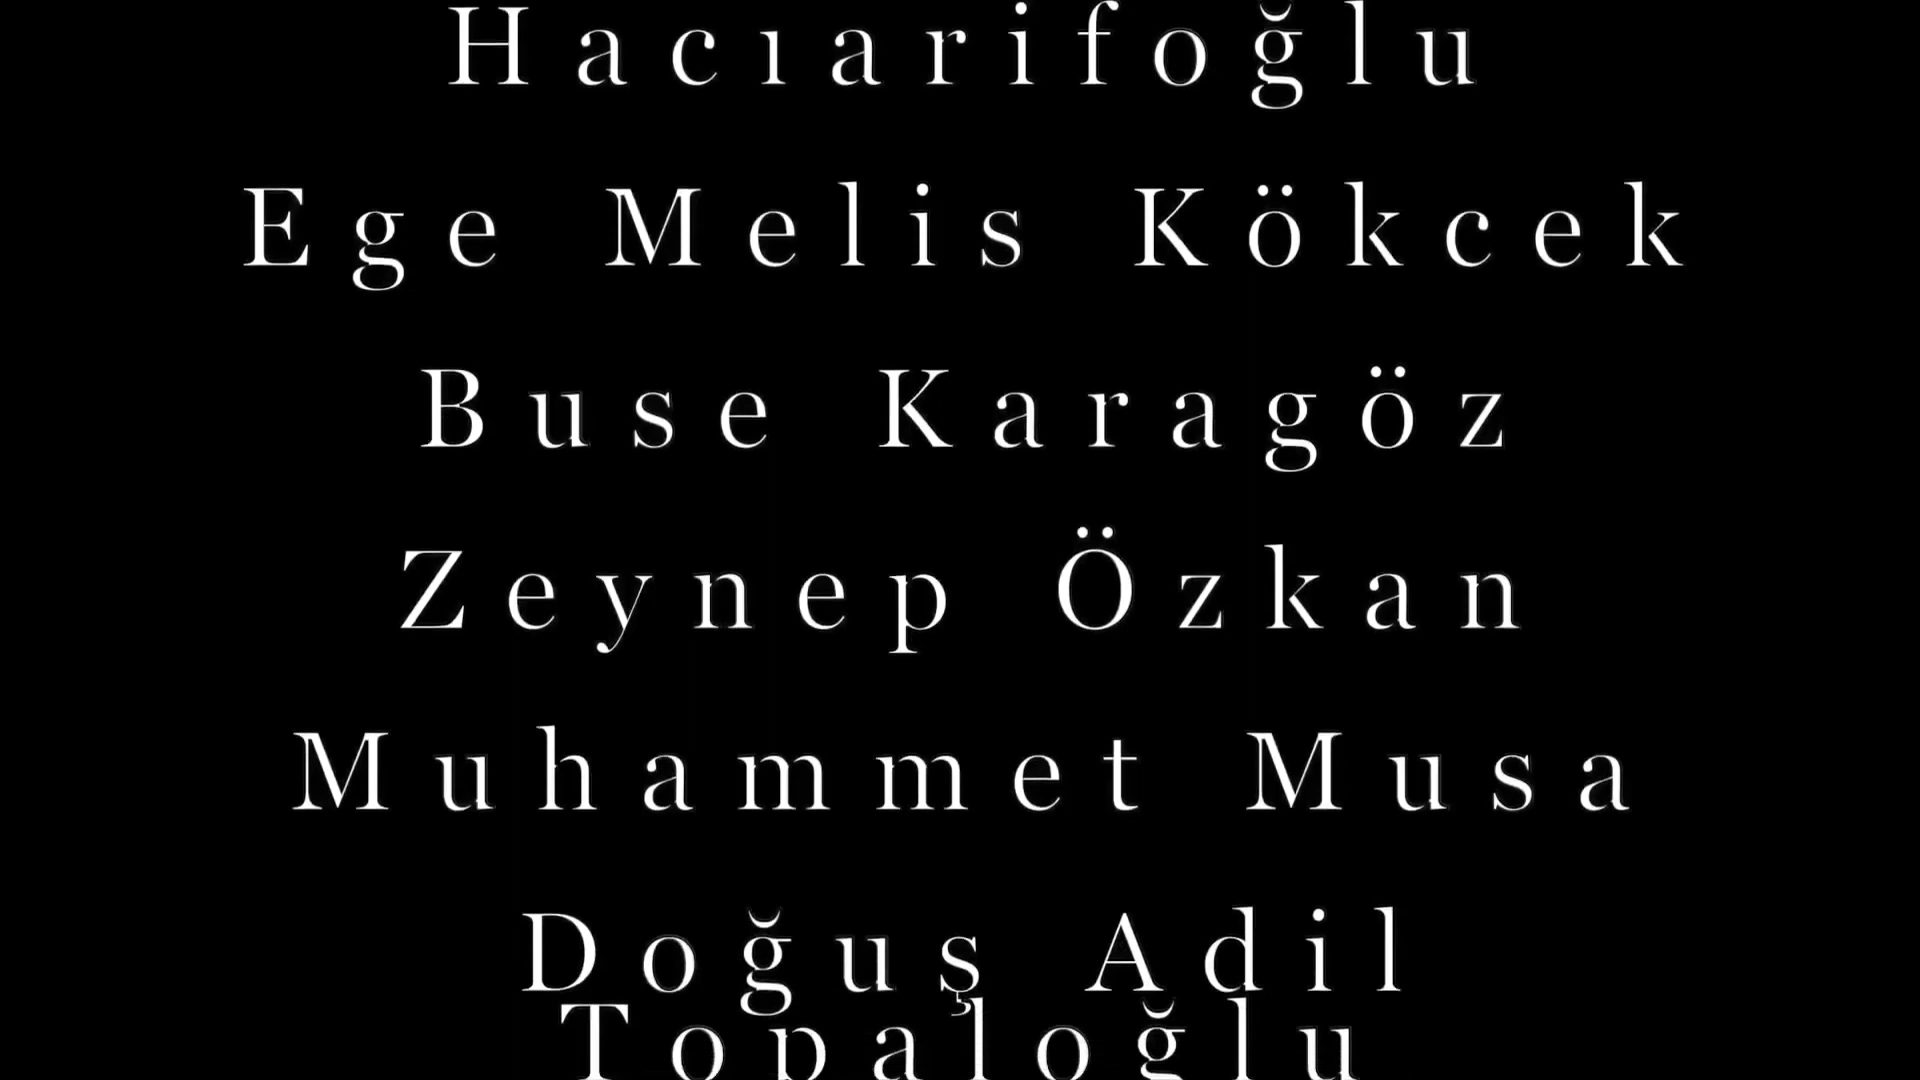 Hacıarifoğlu
Ege Melis Kökcek
Buse Karagöz
Zeynep Özkan
Muhammet Musa
Doğuş Adil
Topaloğlu